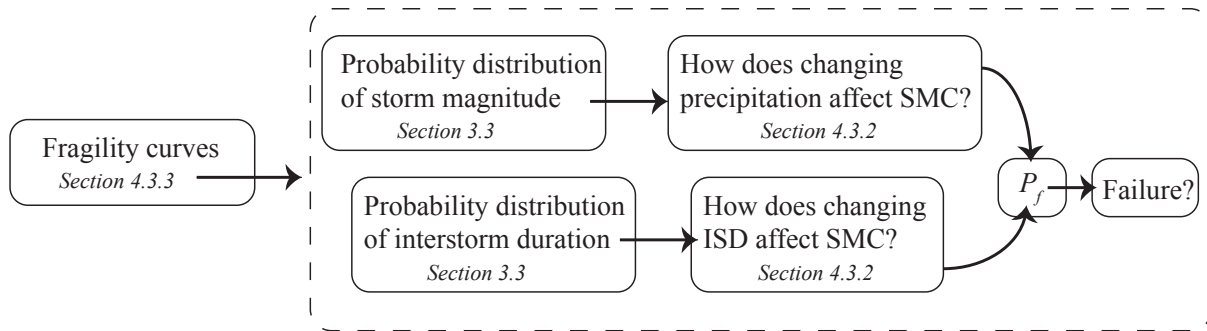 Fragility curves
Section 4.3.3
Probability distribution
of storm magnitude
Section 3.3
How does changing
precipitation affect SMC?
Section 4.3.2
Probability distribution
of interstorm duration
Section 3.3
How does changing
ISD affect SMC?
Section 4.3.2
Pf
Failure?